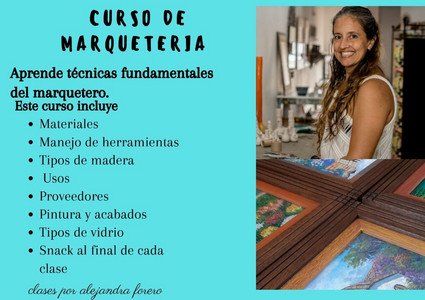 CURSO DE
MARQUETERIA
Aprende técnicas fundamentales
del marquetero.
Este curso incluye
Materiales
Manejo de herramientas
Tipos de madera
Usos
Proveedores
Pintura y acabados
Tipos de vidrio
Snack al final de cada
clase
clases por alejandra forero